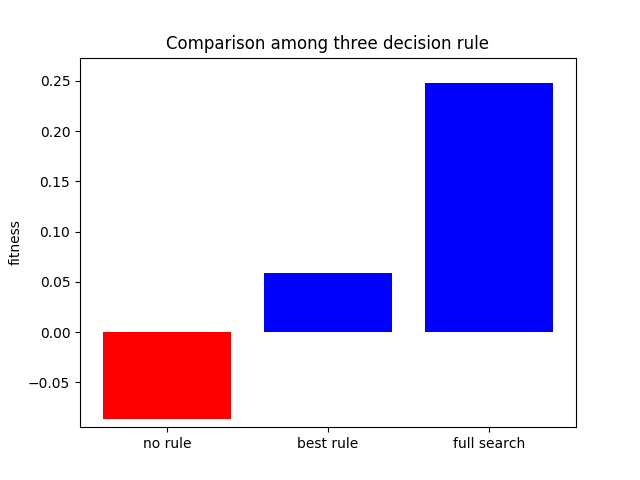 Comparison among three decision rule
0.25
0.20
0.15
0.10
0.05
0.00
−0.05
fitness
no rule
best rule
full search